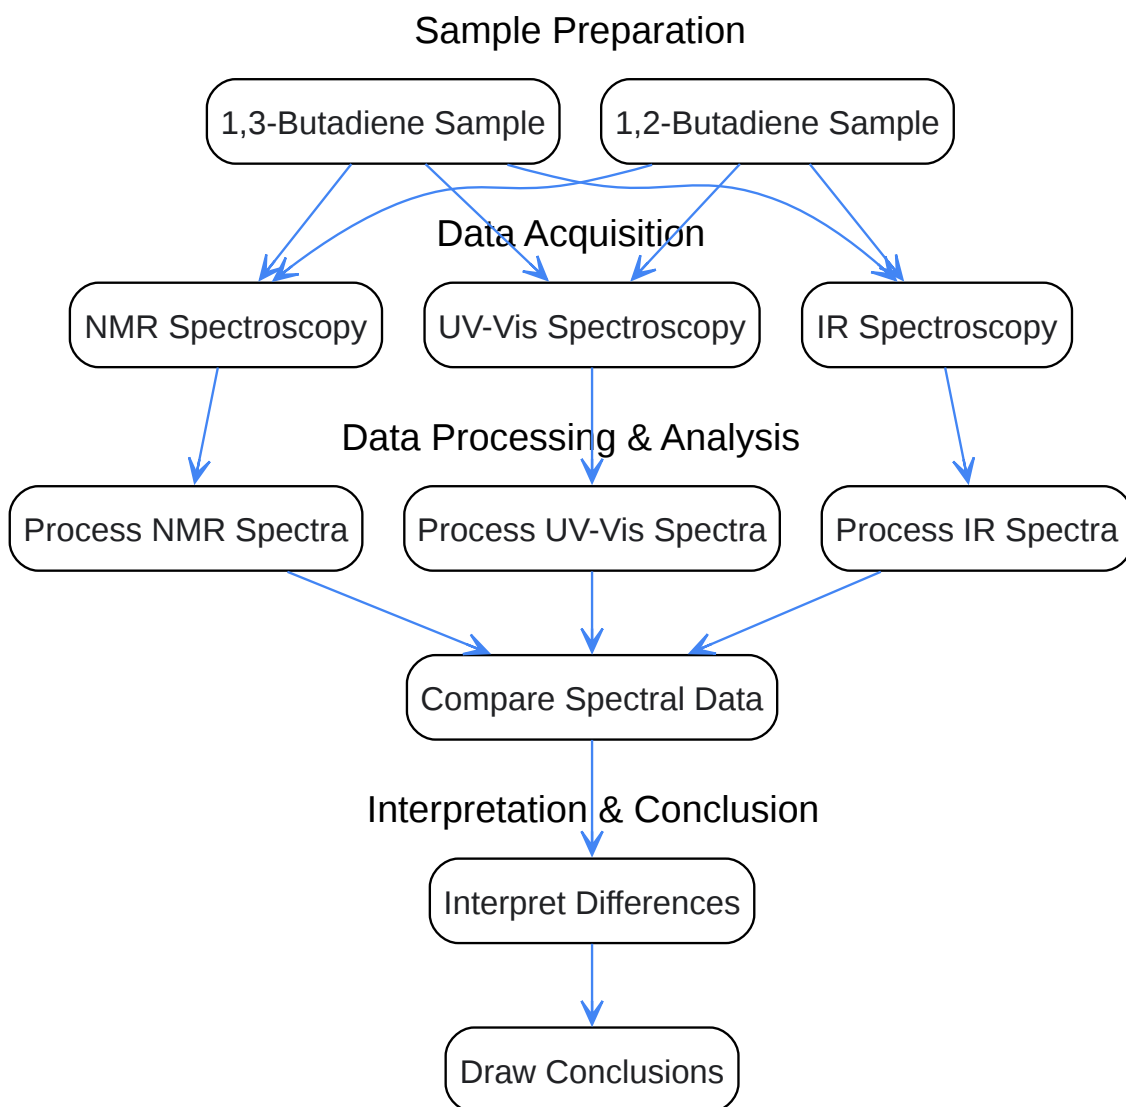 Sample Preparation
1,3-Butadiene Sample
1,2-Butadiene Sample
Data Acquisition
NMR Spectroscopy
UV-Vis Spectroscopy
IR Spectroscopy
Data Processing & Analysis
Process NMR Spectra
Process UV-Vis Spectra
Process IR Spectra
Compare Spectral Data
Interpretation & Conclusion
Interpret Differences
Draw Conclusions